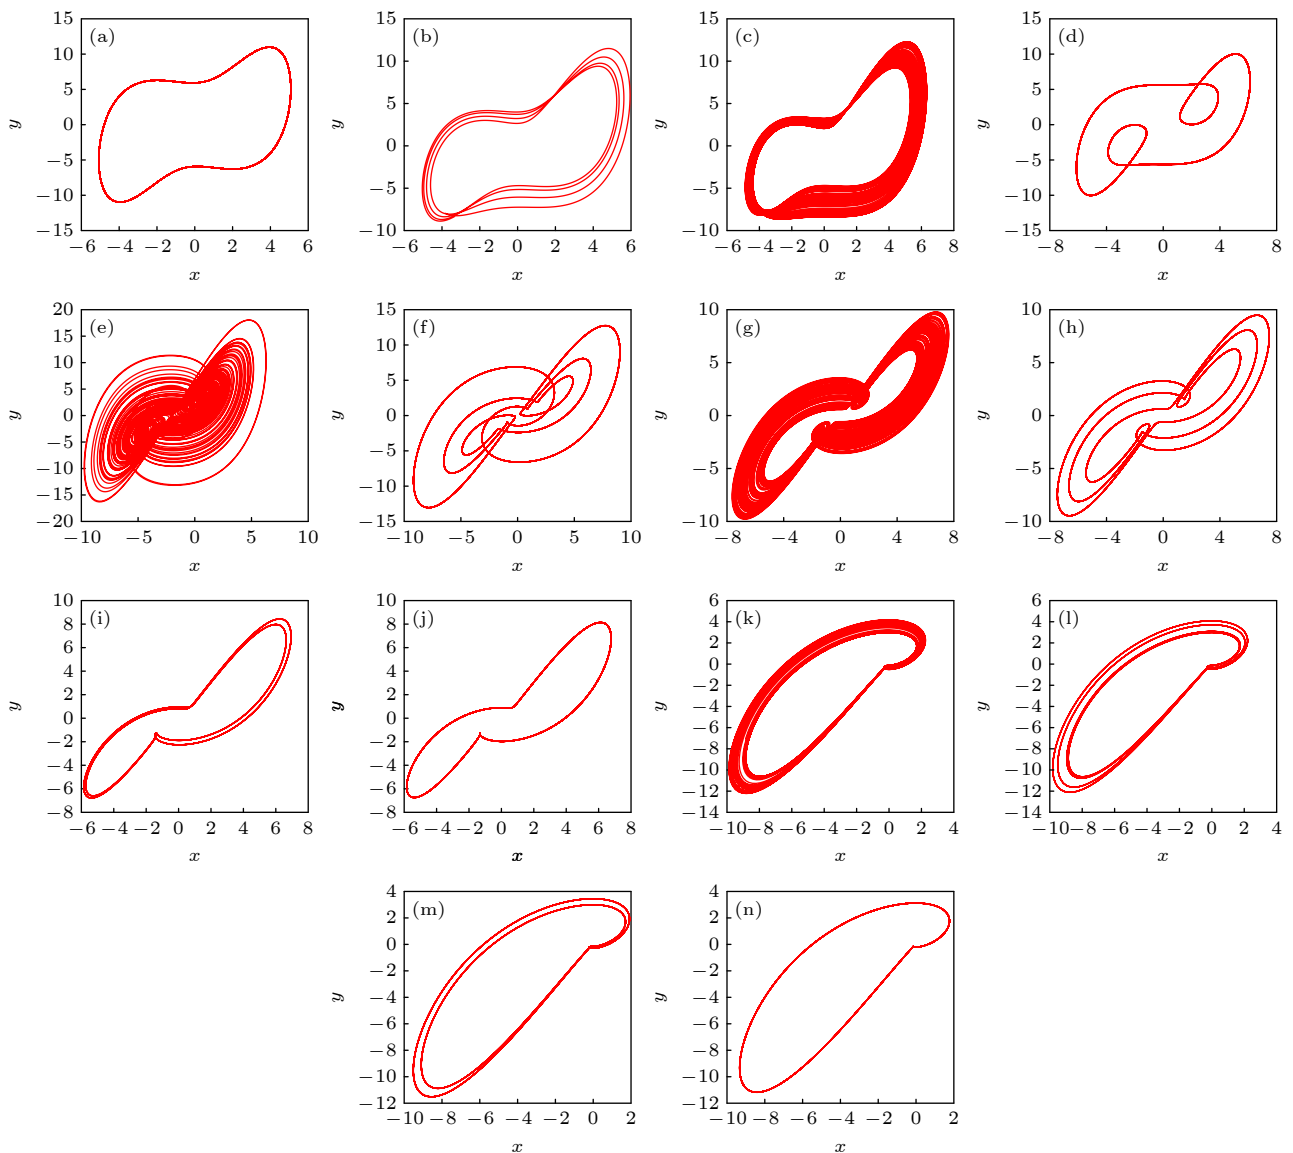 15 (a) 15 (b) 15 (c) 15 (d)
10 10 10 10
5 5 5 5
y 0 y 0 y 0 y 0
−5 −5 −5 −5
−10 −10
−15 −10 −10 −15
−6 −4 −2 0 2 4 6 −6 −4 −2 0 2 4 6 −6 −4 −2 0 2 4 6 8 −8 −4 0 4 8
x x x x
20 (e) 15 (f) 10 (g) 10 (h)
15 10 5 5
10 5
5
y 0 y 0 y 0 y 0
−5 −5 −5 −5
−10 −10
−15
−20 −15 −10 −10
−10 −5 0 5 10 −10 −5 0 5 10 −8 −4 0 4 8 −8 −4 0 4 8
x x x x
10 (i) 10 (j) 6 (k) 6 (l)
8 8 4 4
6 6 2 2
4 4 0 0
2 2 −2 −2
y 0 y 0 y −4 y −4
−2 −2 −6 −6
−4 −4 −8 −8
−6 −6 −10 −10
−12 −12
−8 −8 −14 −14
−6 −4 −2 0 2 4 6 8 −6 −4 −2 0 2 4 6 8 −10 −8 −6 −4 −2 0 2 4 −10 −8 −6 −4 −2 0 2 4
x x x x
4 (m) 4 (n)
2 2
0 0
−2 −2
y −4 y −4
−6 −6
−8 −8
−10 −10
−12 −12
−10 −8 −6 −4 −2 0 2 −10 −8 −6 −4 −2 0 2
x x